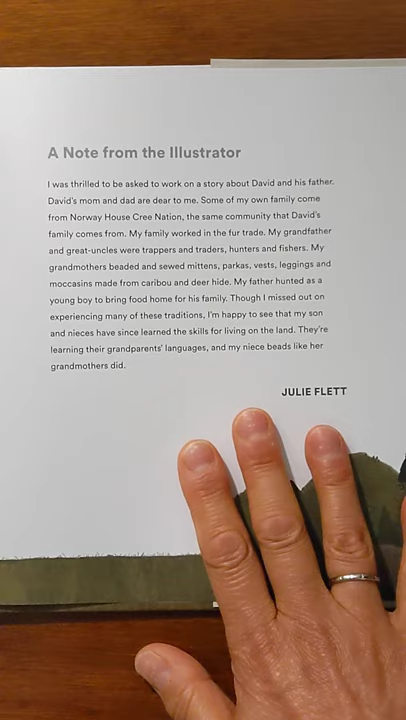 A Note from the Illustrator
I was thrilled to be asked to work on a story about David and his father.
David's mom and dad are dear to me. Some of my own family come
from Norway House Cree Nation, the same community that David's
family comes from. My family worked in the fur trade. My grandfather
and great-uncles were trappers and traders, hunters and fishers. My
grandmothers beaded and sewed mittens, parkas, vests, leggings and
moccasins made from caribou and deer hide. My father hunted as a
young boy to bring food home for his family. Though I missed out on
experiencing many of these traditions, I'm happy to see that my son
and nieces have since learned the skills for living on the land. They're
learning their grandparents' languages, and my niece beads like her
grandmothers did.
JULIE FLETT